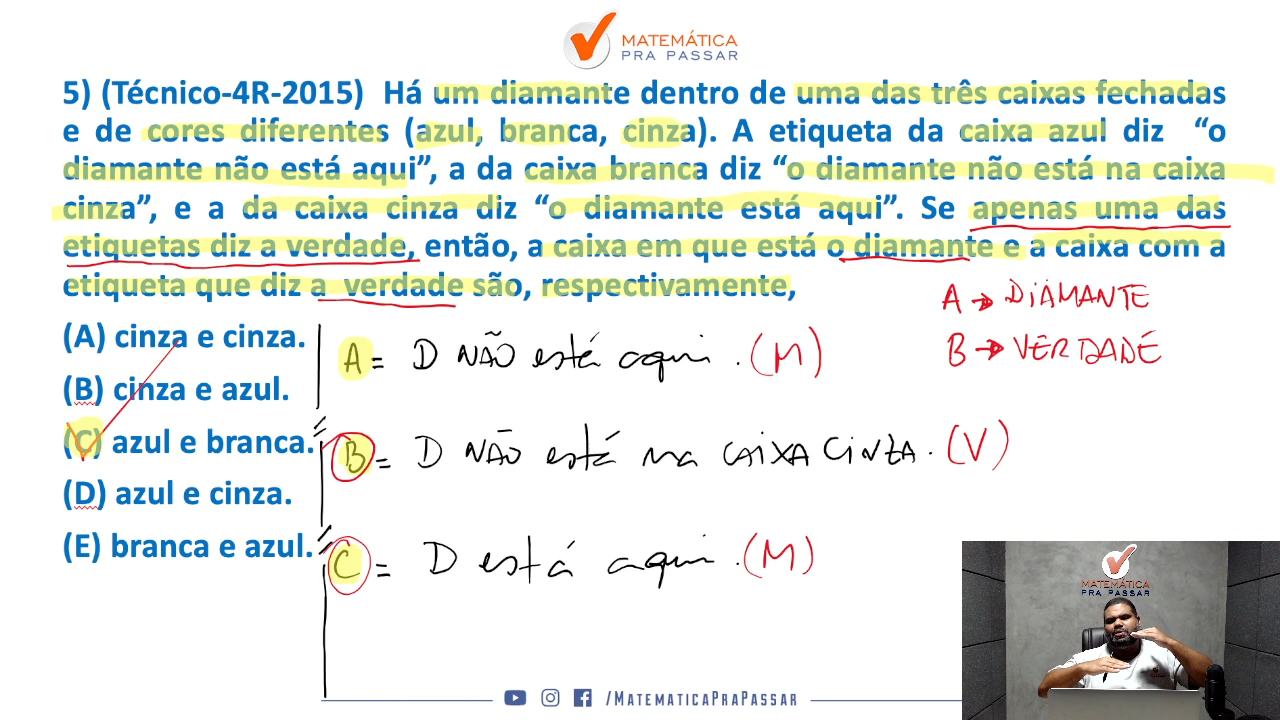 MATEMÁTICA
PRA PASSAR
5) (Técnico-4R-2015) Há um diamante dentro de uma das três caixas fechadas
e de cores diferentes (azul, branca, cinza). A etiqueta da caixa azul diz “o
diamante não está aqui”, a da caixa branca diz “o diamante não está na caixa
cinza”, e a da caixa cinza diz “o diamante está aqui”. Se apenas uma das
etiquetas diz a verdade, então, a caixa em que está o diamante e a caixa com a
etiqueta que diz a verdade são, respectivamente,
A → DIAMANTE
B → VERDADE
(A) cinza e cinza.
(B) cinza e azul.
(C) azul e branca.
(D) azul e cinza.
(E) branca e azul.
A = D NÃO está aqui. (M)
B = D NÃO está na CAIXA CINZA. (V)
C = D está aqui. (M)
MATEMÁTICA
PRA PASSAR
/MATEMATICAPRAPASSAR